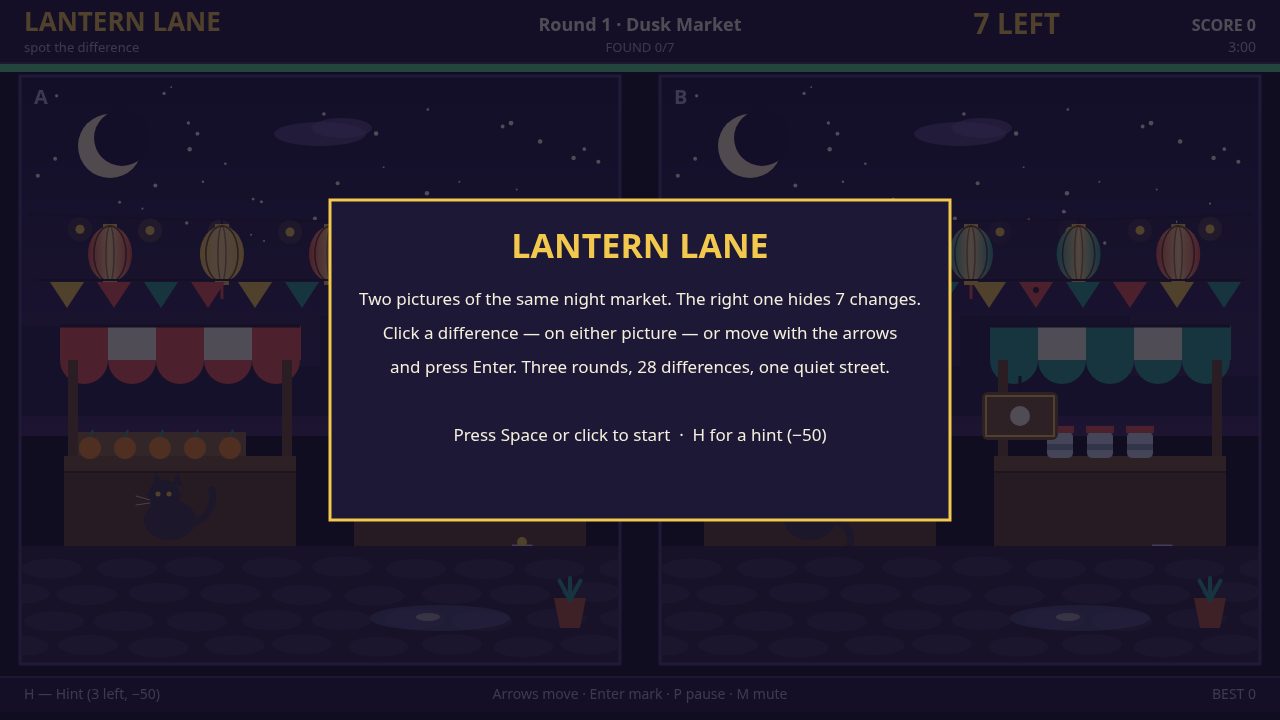 LANTERN LANE
spot the difference
Round 1 · Dusk Market
FOUND 0/7
7 LEFT
SCORE 0
3:00
A
B
LANTERN LANE
Two pictures of the same night market. The right one hides 7 changes.
Click a difference — on either picture — or move with the arrows
and press Enter. Three rounds, 28 differences, one quiet street.
Press Space or click to start · H for a hint (−50)
H — Hint (3 left, −50)
Arrows move · Enter mark · P pause · M mute
BEST 0